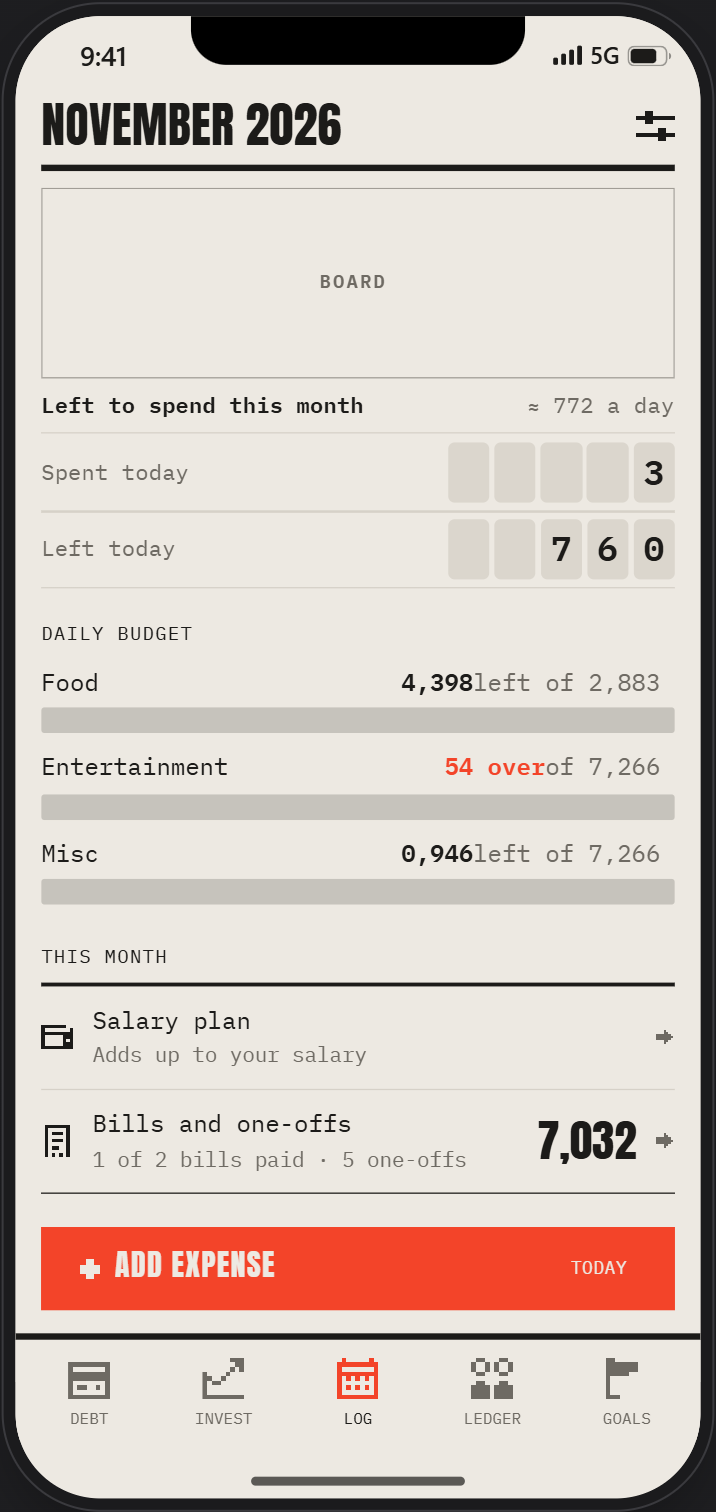 9:41 5G
NOVEMBER 2026
BOARD
Left to spend this month ≈ 772 a day
Spent today 3
Left today 760
DAILY BUDGET
Food 4,398left of 2,883
Entertainment 54 overof 7,266
Misc 0,946left of 7,266
THIS MONTH
Salary plan
Adds up to your salary
Bills and one-offs 7,032
1 of 2 bills paid · 5 one-offs
ADD EXPENSE TODAY
DEBT INVEST LOG LEDGER GOALS